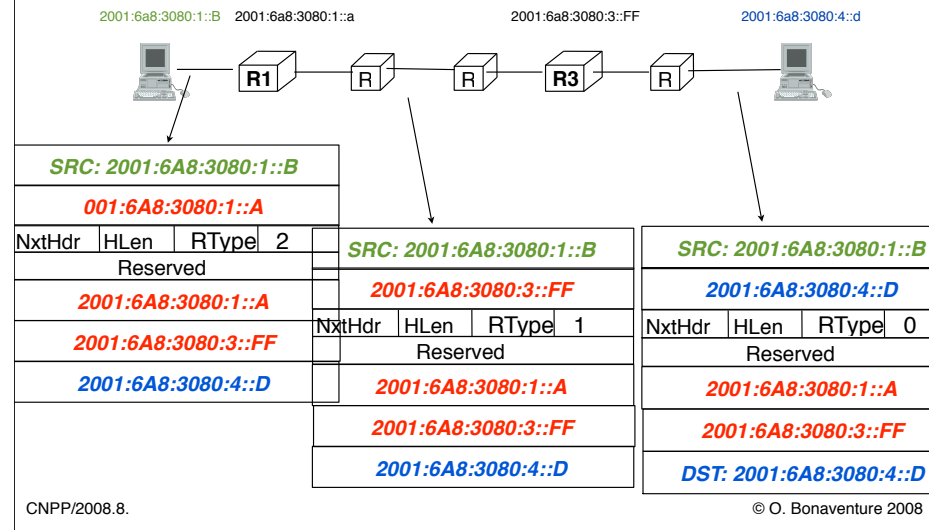 2001:6a8:3080:1::B 2001:6a8:3080:1::a 2001:6a8:3080:3::FF 2001:6a8:3080:4::d
R1 R R R3 R
SRC: 2001:6A8:3080:1::B
001:6A8:3080:1::A
NxtHdr HLen RType 2
Reserved
2001:6A8:3080:1::A
2001:6A8:3080:3::FF
2001:6A8:3080:4::D
SRC: 2001:6A8:3080:1::B
2001:6A8:3080:3::FF
NxtHdr HLen RType 1
Reserved
2001:6A8:3080:1::A
2001:6A8:3080:3::FF
2001:6A8:3080:4::D
SRC: 2001:6A8:3080:1::B
2001:6A8:3080:4::D
NxtHdr HLen RType 0
Reserved
2001:6A8:3080:1::A
2001:6A8:3080:3::FF
DST: 2001:6A8:3080:4::D
CNPP/2008.8. © O. Bonaventure 2008